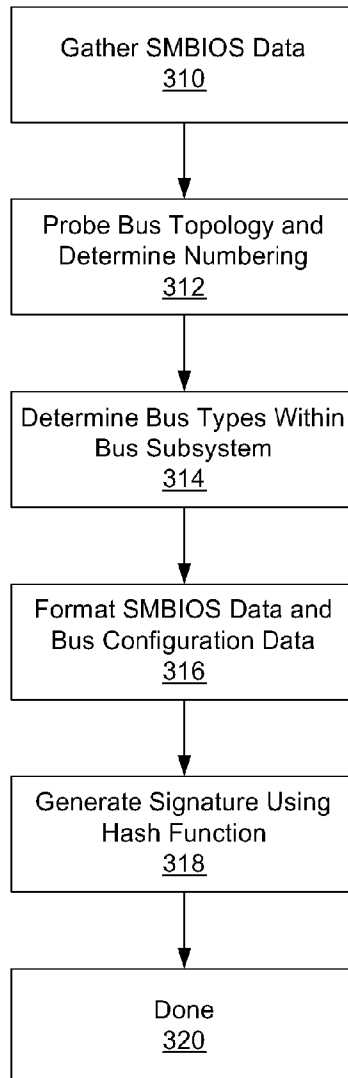 Gather SMBIOS Data
310
Probe Bus Topology and
Determine Numbering
312
Determine Bus Types Within
Bus Subsystem
314
Format SMBIOS Data and
Bus Configuration Data
316
Generate Signature Using
Hash Function
318
Done
320